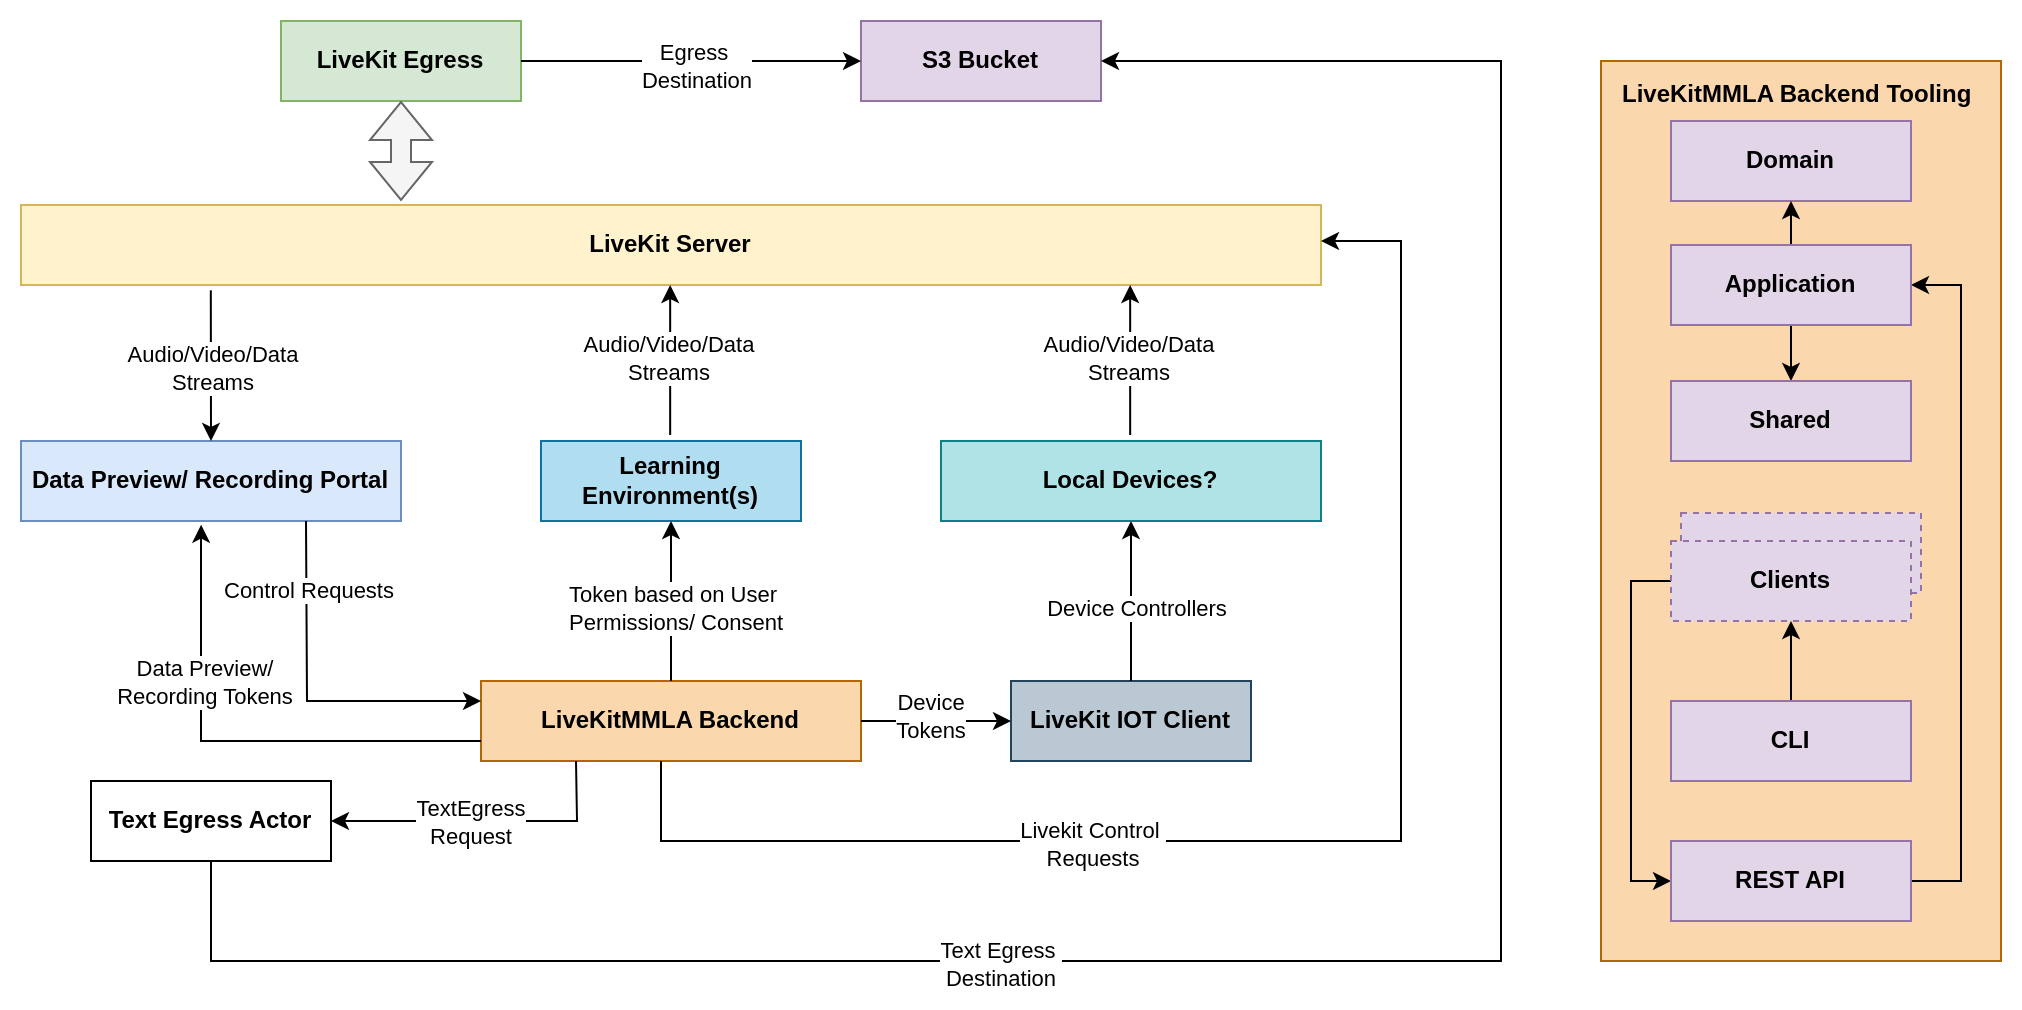 LiveKit Egress
Egress
Destination
S3 Bucket
LiveKit Server
Audio/Video/Data
Streams
Audio/Video/Data
Streams
Audio/Video/Data
Streams
Data Preview/ Recording Portal
Learning
Environment(s)
Local Devices?
Control Requests
Token based on User
Permissions/ Consent
Device Controllers
Data Preview/
Recording Tokens
LiveKitMMLA Backend
Device
Tokens
LiveKit IOT Client
Text Egress Actor
TextEgress
Request
Livekit Control
Requests
Text Egress
Destination
LiveKitMMLA Backend Tooling
Domain
Application
Shared
Clients
CLI
REST API